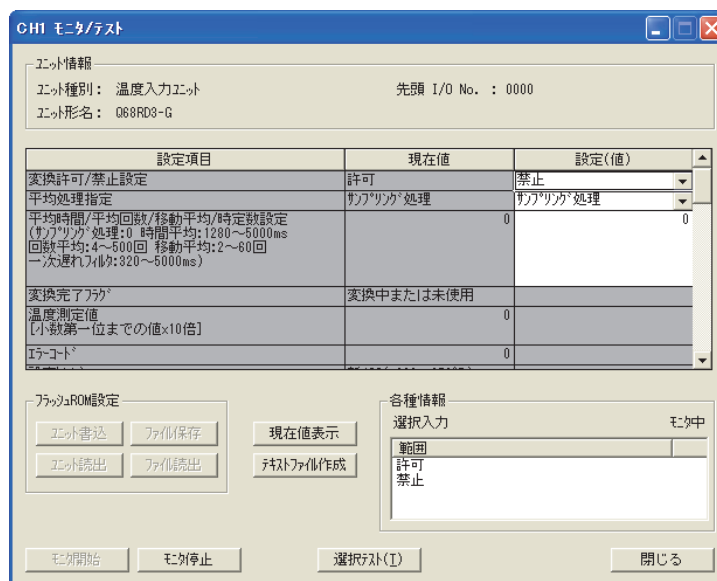 CH1 モニタ/テスト
ユニット情報
ユニット種別： 温度入力ユニット 先頭 I/O No. : 0000
ユニット形名： Q68RD3-G
設定項目 現在値 設定(値)
変換許可/禁止設定 許可 禁止
平均処理指定 サンプリング処理 サンプリング処理
平均時間/平均回数/移動平均/時定数設定 0 0
(サンプリング処理:0 時間平均:1280～5000ms
回数平均:4～500回 移動平均:2～60回
一次遅れフィルタ:320～5000ms)
変換完了フラグ 変換中または未使用
温度測定値 0
[小数第一位までの値x10倍]
エラーコード 0
フラッシュROM設定
ユニット書込 ファイル保存
ユニット読出 ファイル読出
現在値表示
テキストファイル作成
各種情報
選択入力 モニタ中
範囲
許可
禁止
モニタ開始 モニタ停止 選択テスト(T) 閉じる